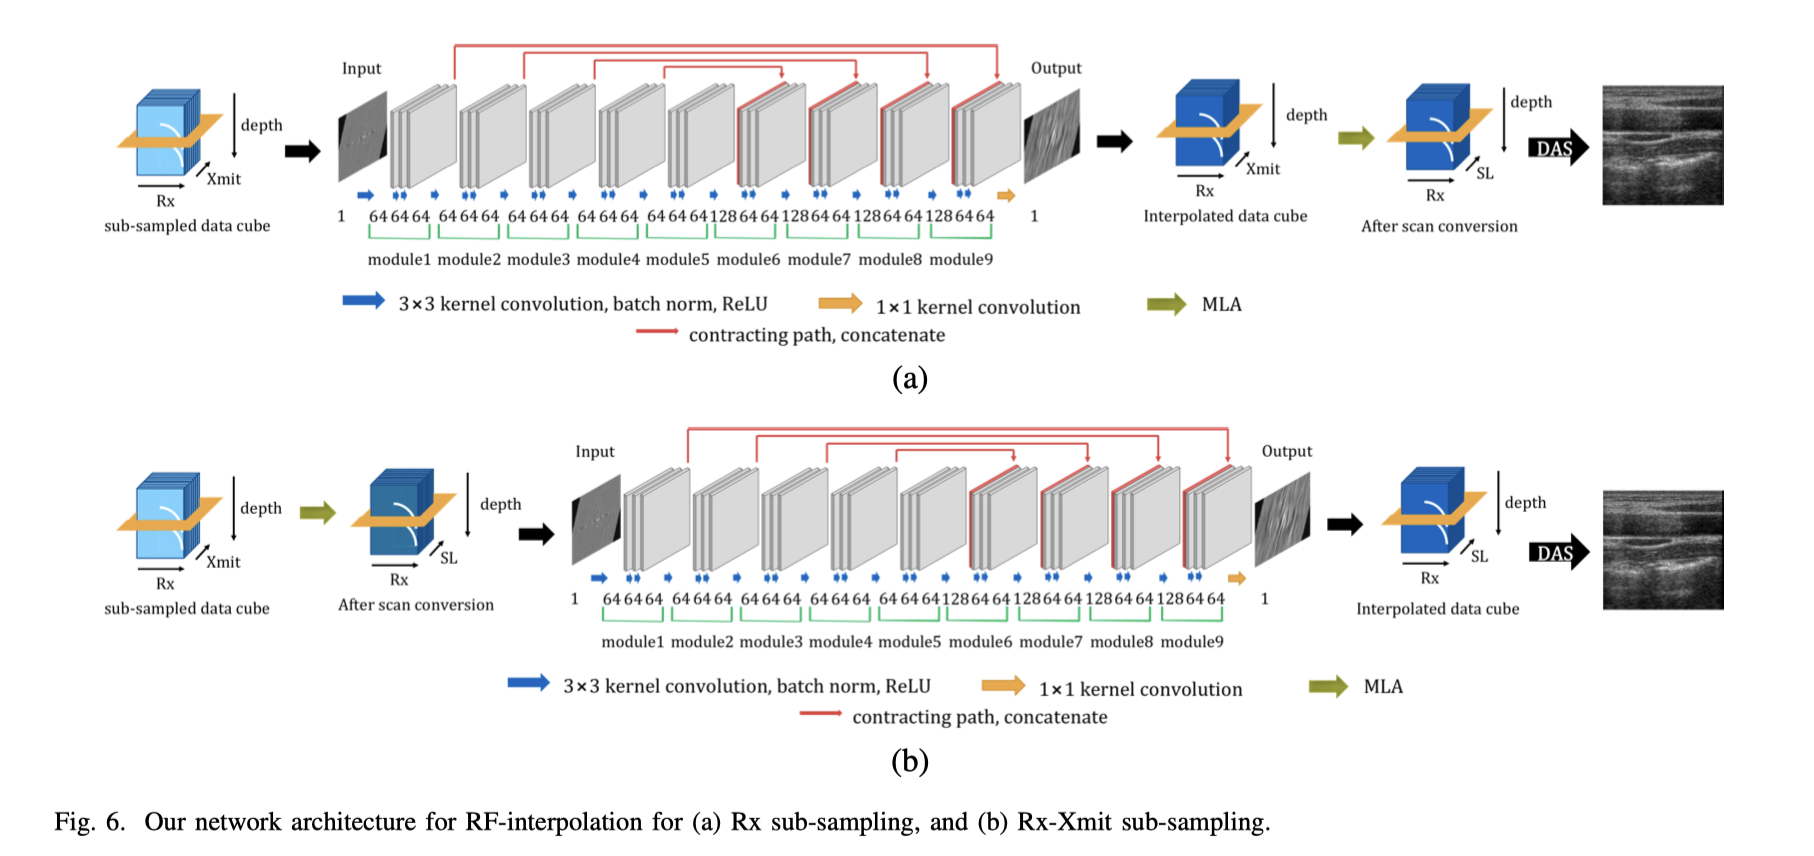 Input
Output
depth
Xmit
Rx
sub-sampled data cube
1 64 64 64 64 64 64 64 64 64 64 64 64 64 64 64 128 64 64 128 64 64 128 64 64 128 64 64 1
module1 module2 module3 module4 module5 module6 module7 module8 module9
depth
Xmit
Rx
Interpolated data cube
depth
SL
Rx
After scan conversion
DAS
3×3 kernel convolution, batch norm, ReLU
1×1 kernel convolution
MLA
contracting path, concatenate
(a)
Input
Output
depth
Xmit
Rx
sub-sampled data cube
depth
SL
Rx
After scan conversion
1 64 64 64 64 64 64 64 64 64 64 64 64 64 64 64 128 64 64 128 64 64 128 64 64 128 64 64 1
module1 module2 module3 module4 module5 module6 module7 module8 module9
depth
SL
Rx
Interpolated data cube
DAS
3×3 kernel convolution, batch norm, ReLU
1×1 kernel convolution
MLA
contracting path, concatenate
(b)
Fig. 6. Our network architecture for RF-interpolation for (a) Rx sub-sampling, and (b) Rx-Xmit sub-sampling.